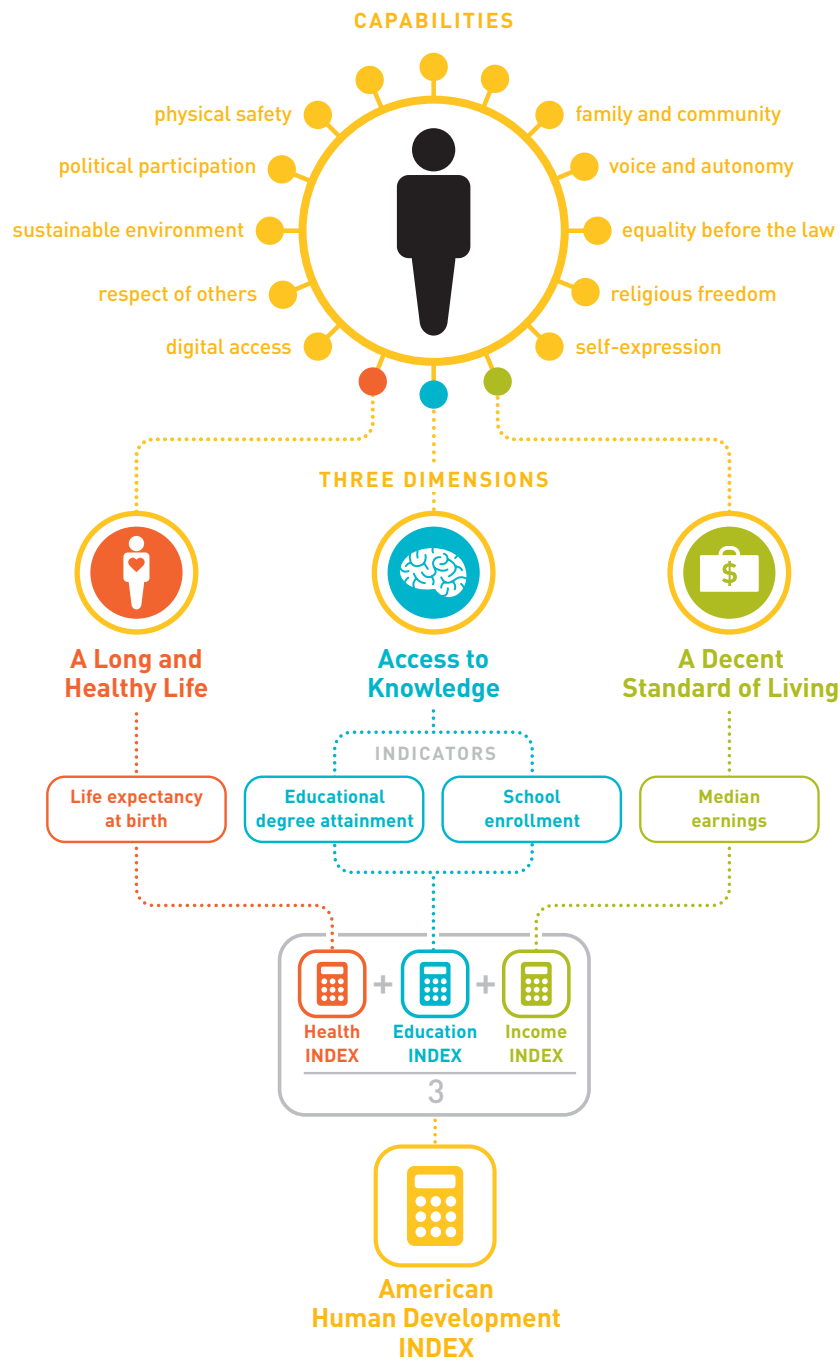 CAPABILITIES
physical safety
family and community
political participation
voice and autonomy
sustainable environment
equality before the law
respect of others
religious freedom
digital access
self-expression
THREE DIMENSIONS
$
A Long and
Healthy Life
Access to
Knowledge
A Decent
Standard of Living
INDICATORS
Life expectancy
at birth
Educational
degree attainment
School
enrollment
Median
earnings
+ +
Health
INDEX
Education
INDEX
Income
INDEX
3
American
Human Development
INDEX